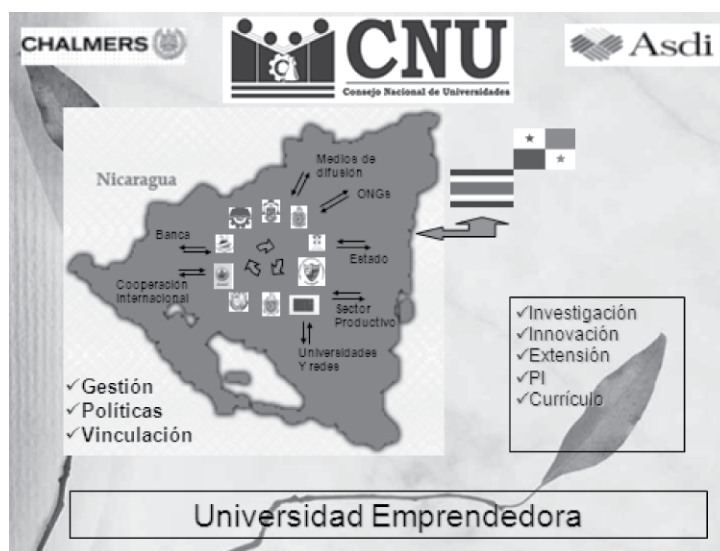 CHALMERS
CNU
Consejo Nacional de Universidades
Asdi
Nicaragua
Medios de
difusión
ONGs
Banca
Estado
Cooperación
Internacional
Sector
Productivo
Universidades
Y redes
✓Gestión
✓Políticas
✓Vinculación
✓Investigación
✓Innovación
✓Extensión
✓PI
✓Currículo
Universidad Emprendedora